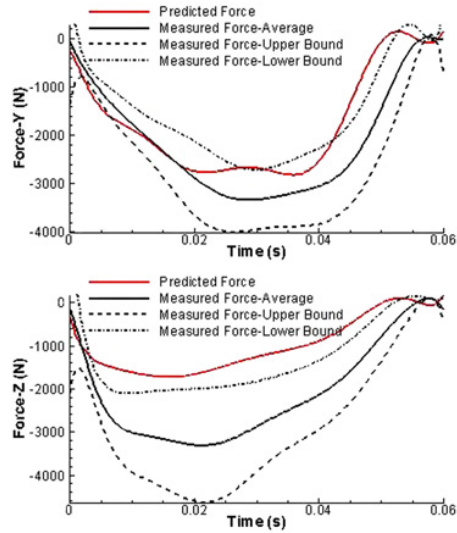 Predicted Force
Measured Force-Average
Measured Force-Upper Bound
Measured Force-Lower Bound
Force-Y (N)
0
-1000
-2000
-3000
-4000
0
0.02
0.04
0.06
Time (s)
Predicted Force
Measured Force-Average
Measured Force-Upper Bound
Measured Force-Lower Bound
Force-Z (N)
0
-1000
-2000
-3000
-4000
0
0.02
0.04
0.06
Time (s)